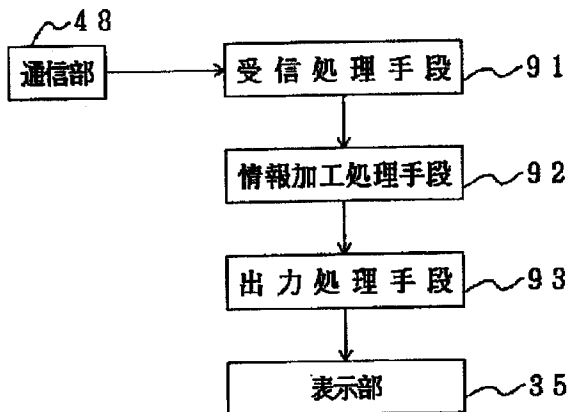 48
通信部
受信処理手段
91
情報加工処理手段
92
出力処理手段
93
表示部
35